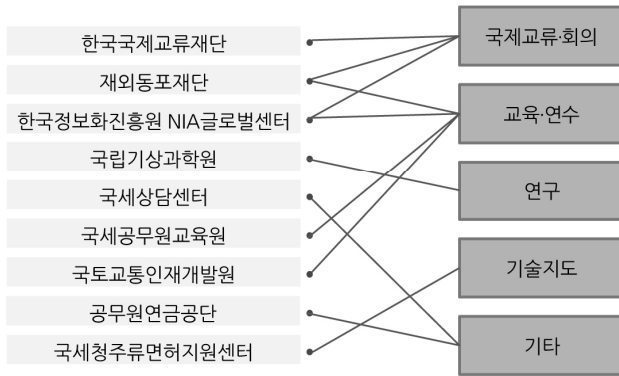 한국국제교류재단
재외동포재단
한국정보화진흥원 NIA글로벌센터
국립기상과학원
국세상담센터
국세공무원교육원
국토교통인재개발원
공무원연금공단
국세청주류면허지원센터
국제교류·회의
교육·연수
연구
기술지도
기타